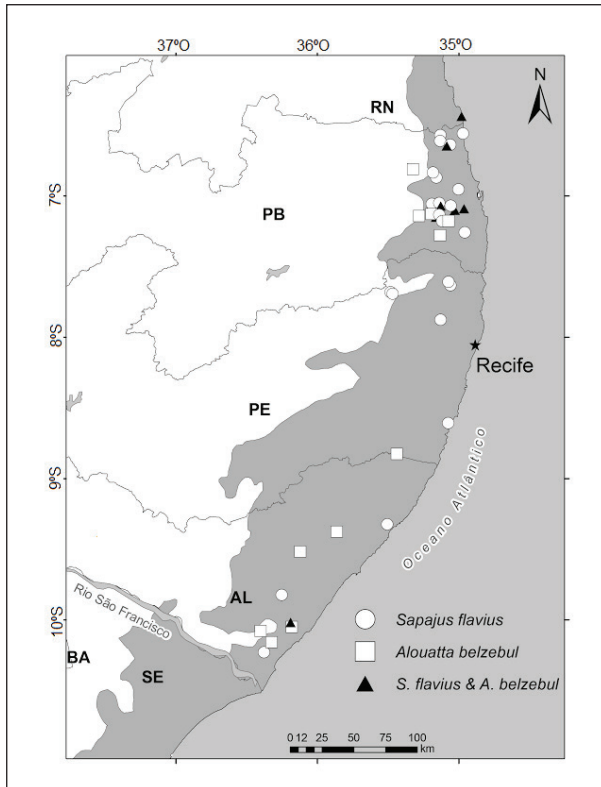 37ºO 36ºO 35ºO
N
RN
7ºS
PB
8ºS
Recife
PE
9ºS
Oceano Atlântico
AL
Rio São Francisco
10ºS
BA
SE
Sapajus flavius
Alouatta belzebul
S. flavius & A. belzebul
0 12 25 50 75 100
km